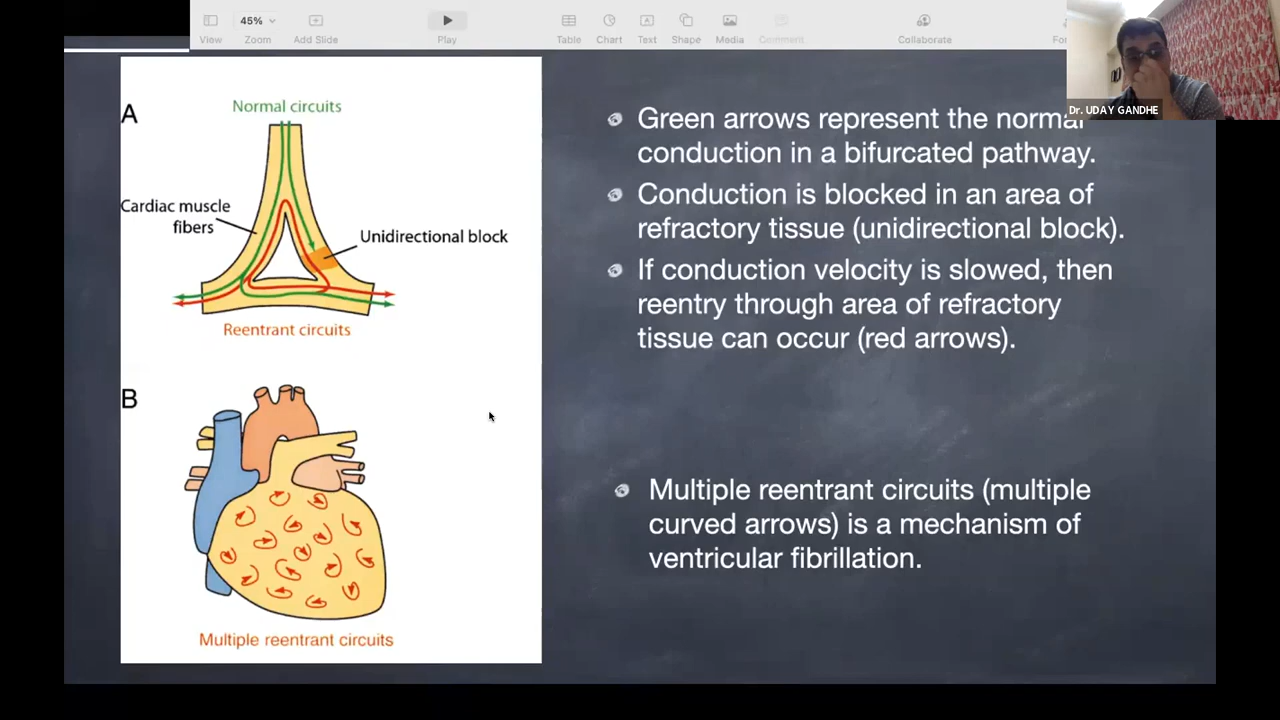 45%
View
Zoom
Add Slide
Play
Table
Chart
Text
Shape
Media
Comment
Collaborate
Dr. UDAY GANDHE
A
Normal circuits
Cardiac muscle
fibers
Unidirectional block
Reentrant circuits
B
Multiple reentrant circuits
Green arrows represent the normal
conduction in a bifurcated pathway.
Conduction is blocked in an area of
refractory tissue (unidirectional block).
If conduction velocity is slowed, then
reentry through area of refractory
tissue can occur (red arrows).
Multiple reentrant circuits (multiple
curved arrows) is a mechanism of
ventricular fibrillation.